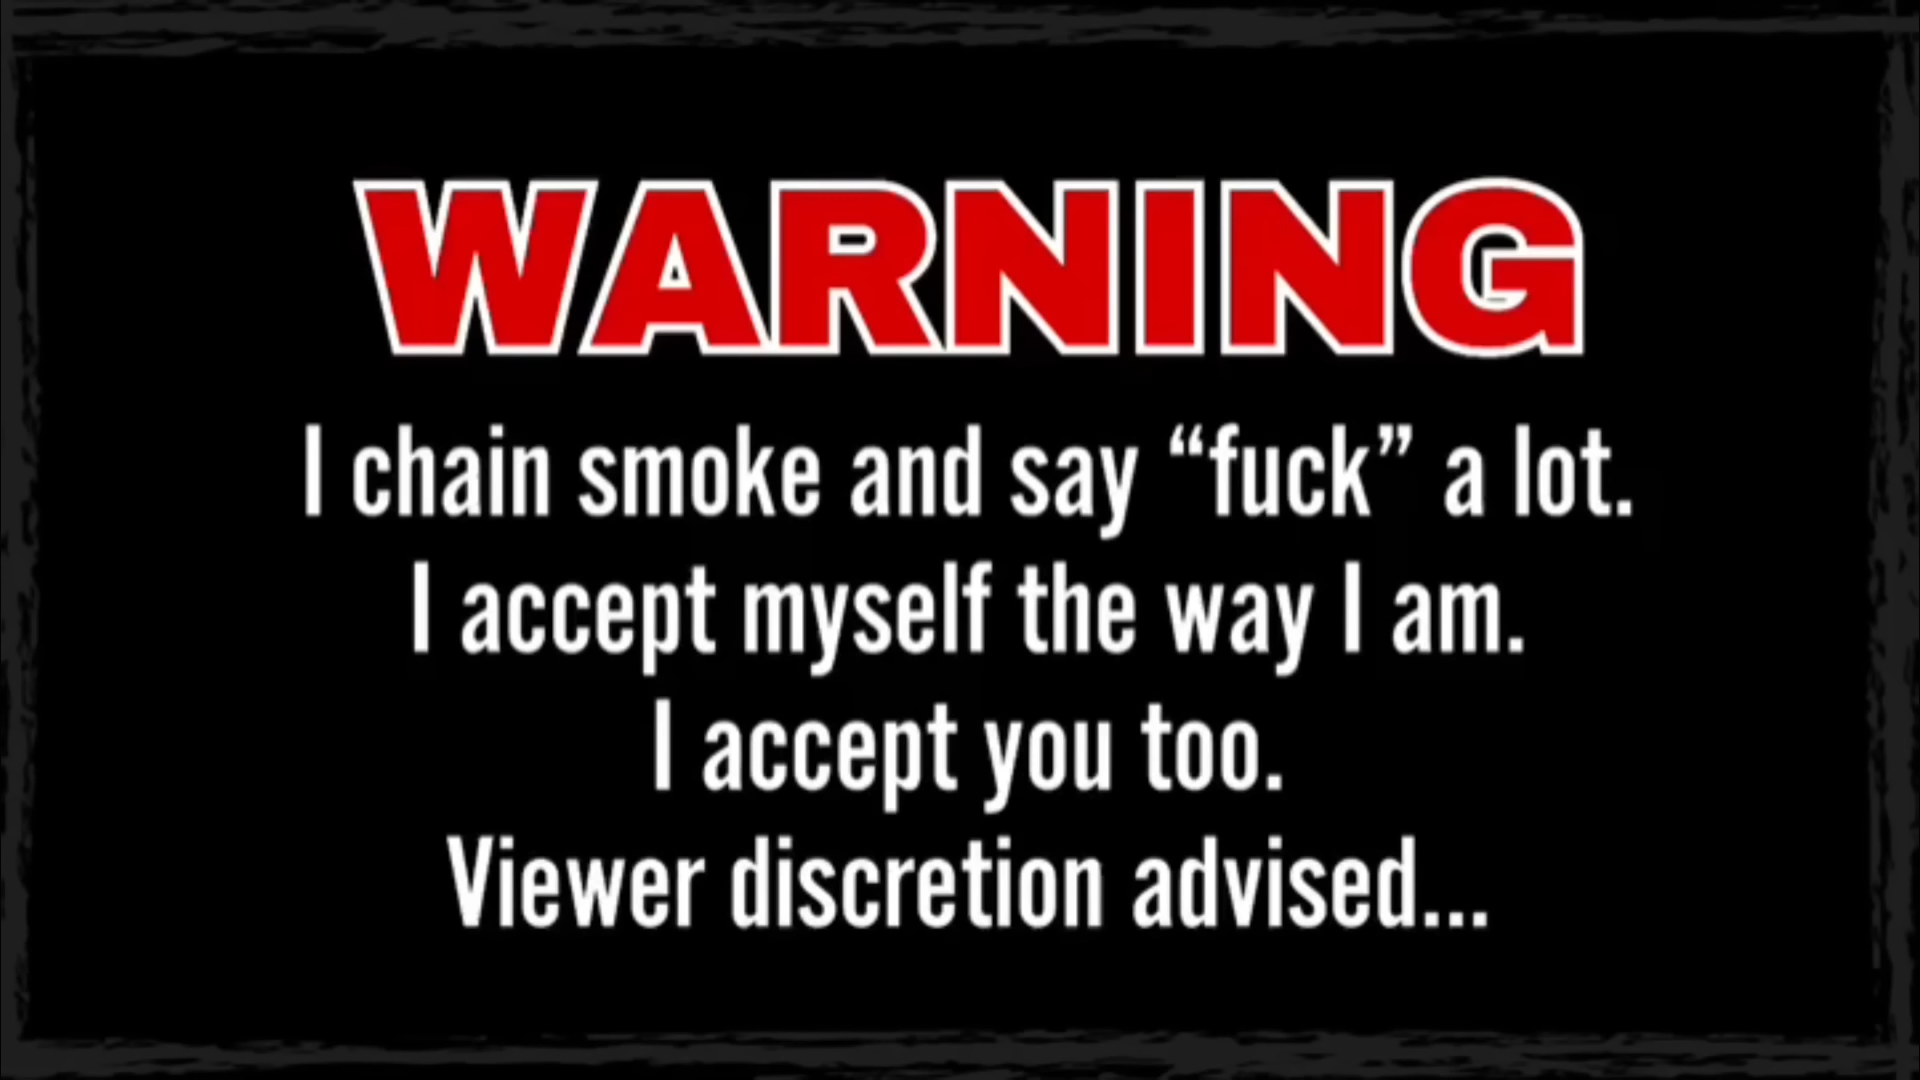 WARNING
I chain smoke and say “fuck” a lot.
I accept myself the way I am.
I accept you too.
Viewer discretion advised...